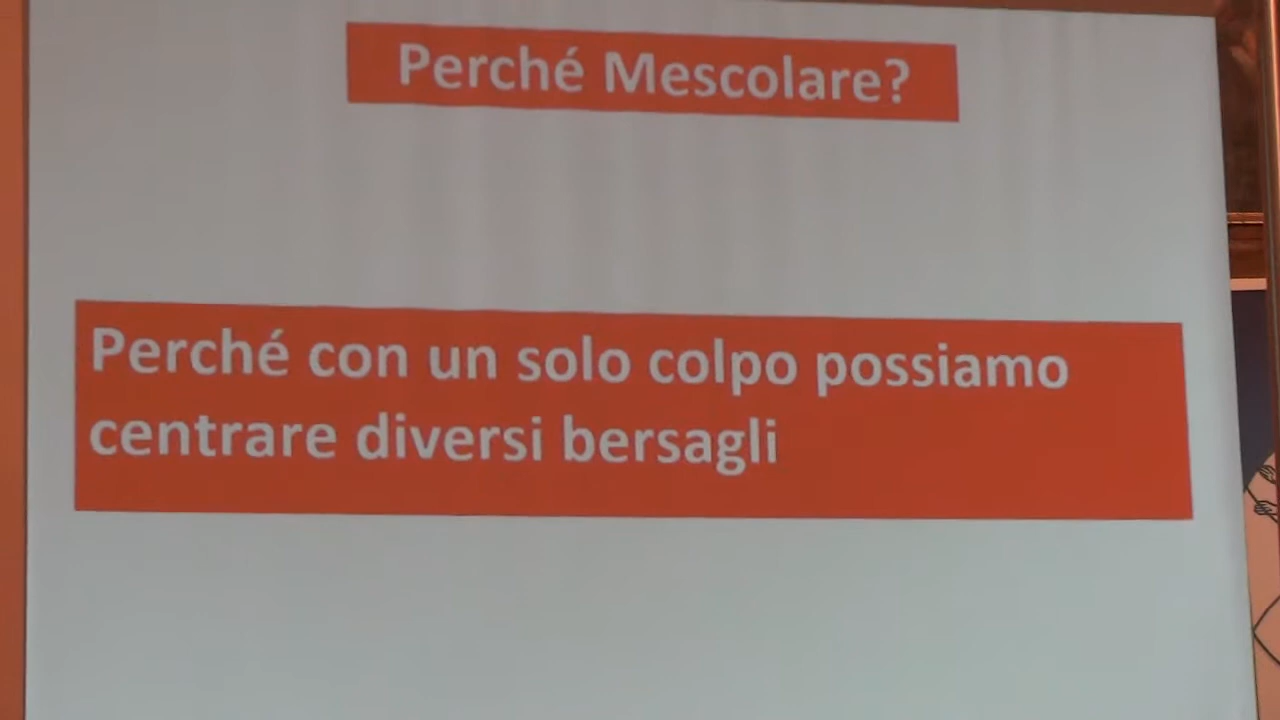 Perché Mescolare?
Perché con un solo colpo possiamo
centrare diversi bersagli